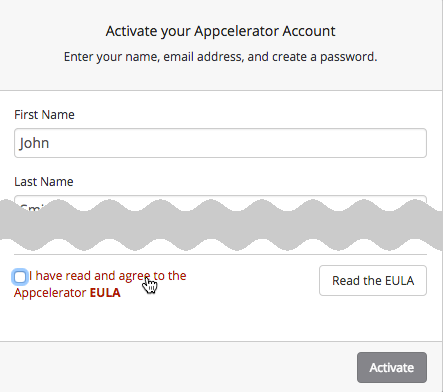 Activate your Appcelerator Account
Enter your name, email address, and create a password.
First Name
John
Last Name
I have read and agree to the
Appcelerator EULA
Read the EULA
Activate